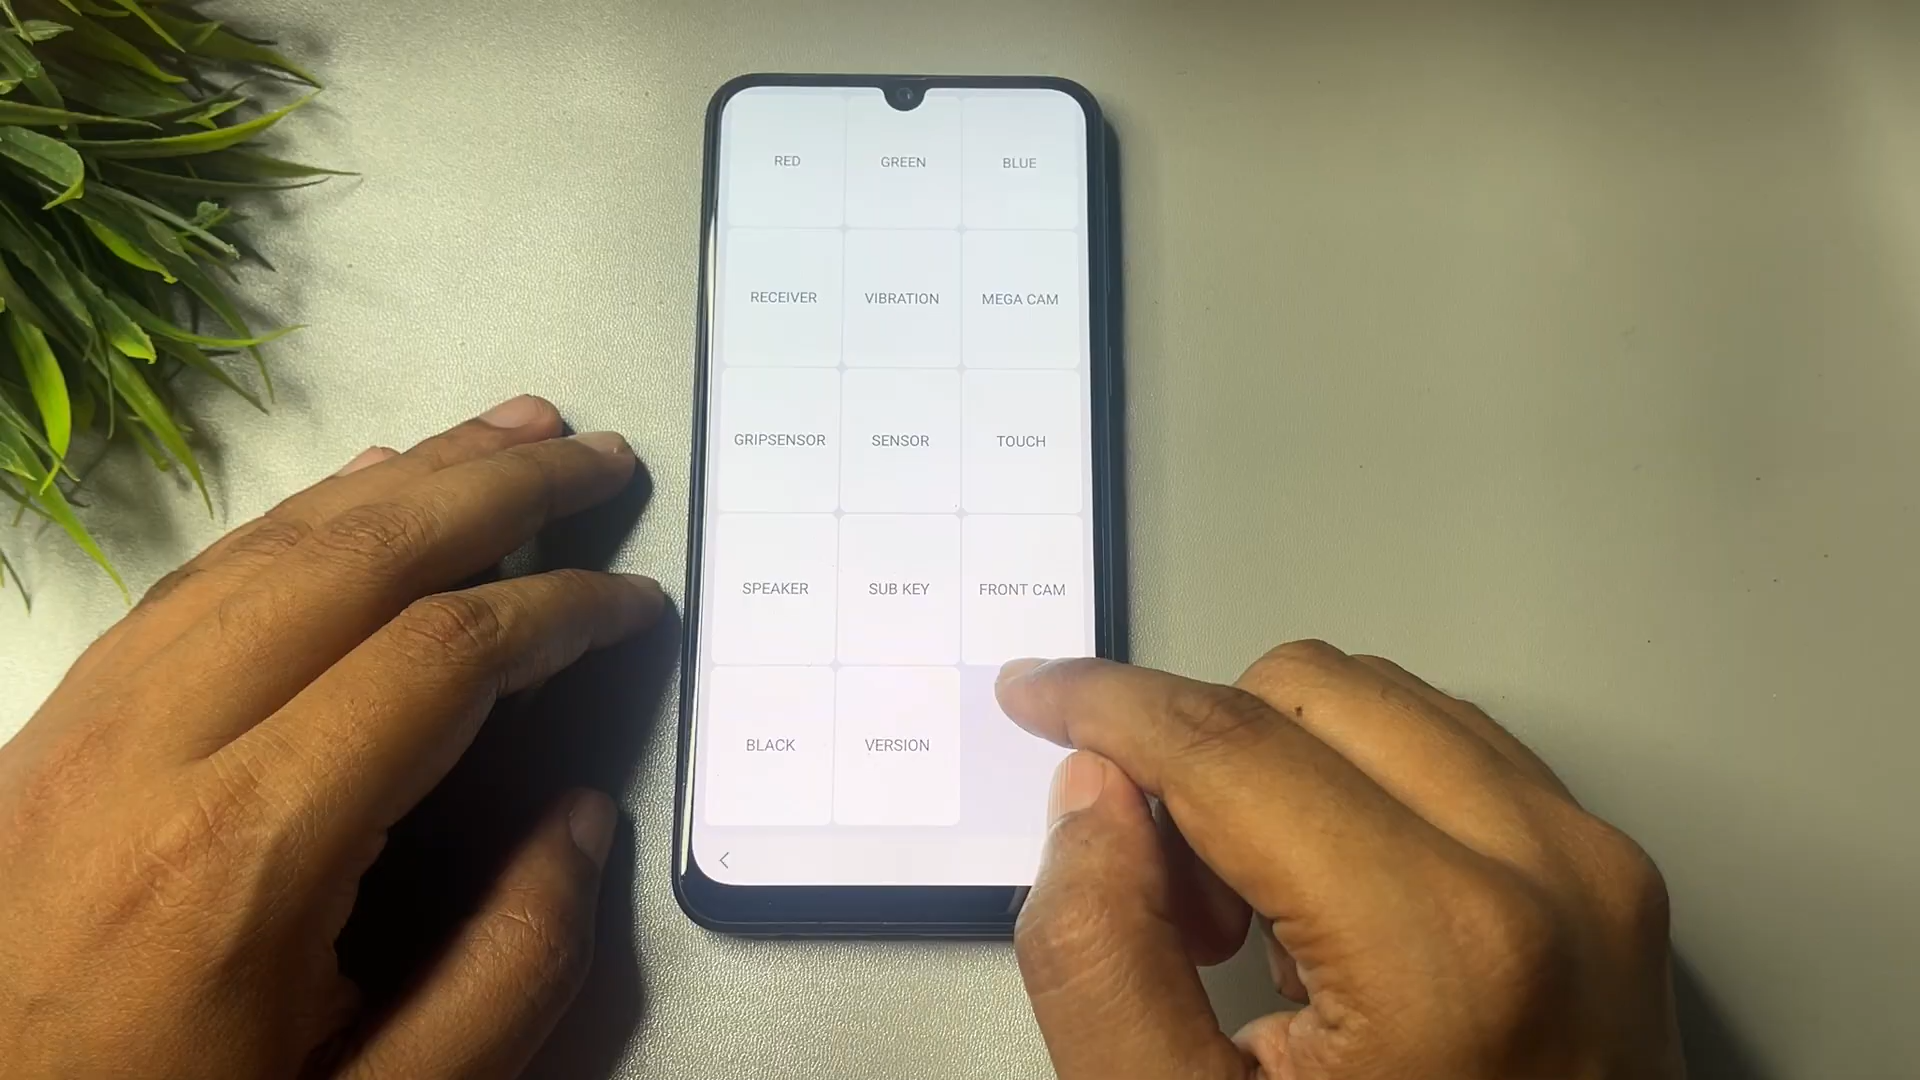 RED GREEN BLUE
RECEIVER VIBRATION MEGA CAM
GRIPSENSOR SENSOR TOUCH
SPEAKER SUB KEY FRONT CAM
BLACK VERSION